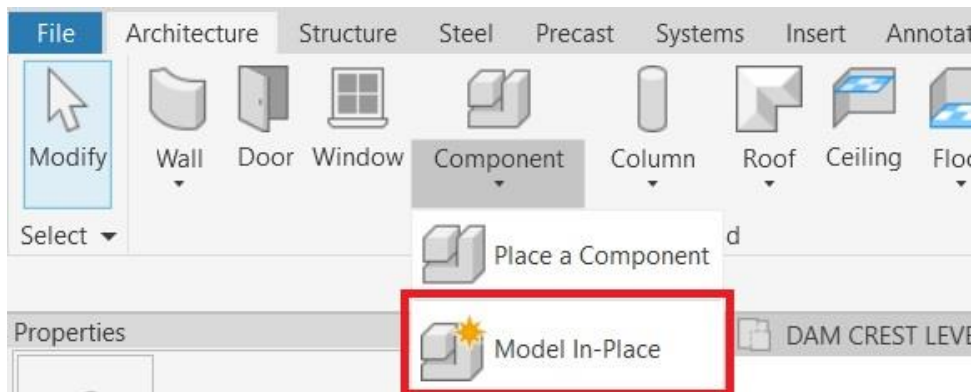 File Architecture Structure Steel Precast Systems Insert Annotat
Modify Wall Door Window Component Column Roof Ceiling Floo
Select d
Place a Component
Properties Model In-Place DAM CREST LEVE